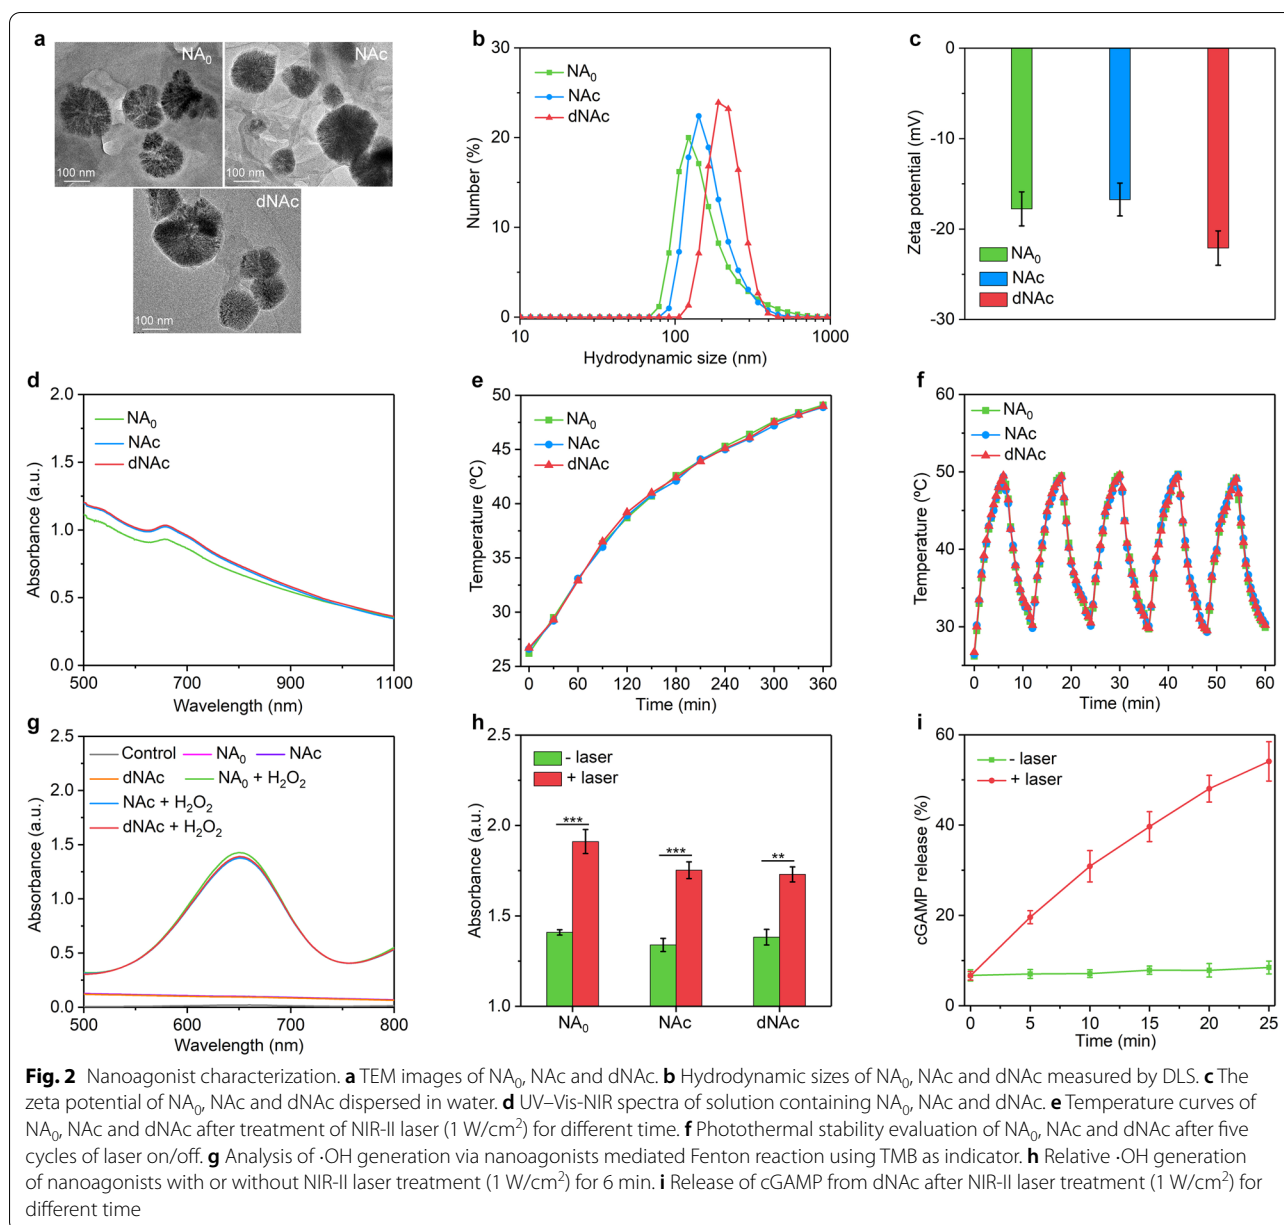 a
NA₀
NAc
100 nm
100 nm
dNAc
100 nm
b
NA₀
NAc
dNAc
30
20
10
0
Number (%)
10
100
1000
Hydrodynamic size (nm)
c
0
-10
-20
-30
Zeta potential (mV)
NA₀
NAc
dNAc
d
2.0
1.5
1.0
0.5
0.0
Absorbance (a.u.)
NA₀
NAc
dNAc
500
700
900
1100
Wavelength (nm)
e
50
45
40
35
30
25
Temperature (ºC)
NA₀
NAc
dNAc
0
60
120
180
240
300
360
Time (min)
f
60
50
40
30
Temperature (ºC)
NA₀
NAc
dNAc
0
10
20
30
40
50
60
Time (min)
g
2.5
2.0
1.5
1.0
0.5
0.0
Absorbance (a.u.)
Control
NA₀
NAc
dNAc
NA₀ + H₂O₂
NAc + H₂O₂
dNAc + H₂O₂
500
600
700
800
Wavelength (nm)
h
2.5
2.0
1.5
1.0
Absorbance (a.u.)
- laser
+ laser
***
***
**
NA₀
NAc
dNAc
i
60
40
20
0
cGAMP release (%)
- laser
+ laser
0
5
10
15
20
25
Time (min)
Fig. 2 Nanoagonist characterization. a TEM images of NA₀, NAc and dNAc. b Hydrodynamic sizes of NA₀, NAc and dNAc measured by DLS. c The
zeta potential of NA₀, NAc and dNAc dispersed in water. d UV–Vis-NIR spectra of solution containing NA₀, NAc and dNAc. e Temperature curves of
NA₀, NAc and dNAc after treatment of NIR-II laser (1 W/cm²) for different time. f Photothermal stability evaluation of NA₀, NAc and dNAc after five
cycles of laser on/off. g Analysis of ·OH generation via nanoagonists mediated Fenton reaction using TMB as indicator. h Relative ·OH generation
of nanoagonists with or without NIR-II laser treatment (1 W/cm²) for 6 min. i Release of cGAMP from dNAc after NIR-II laser treatment (1 W/cm²) for
different time